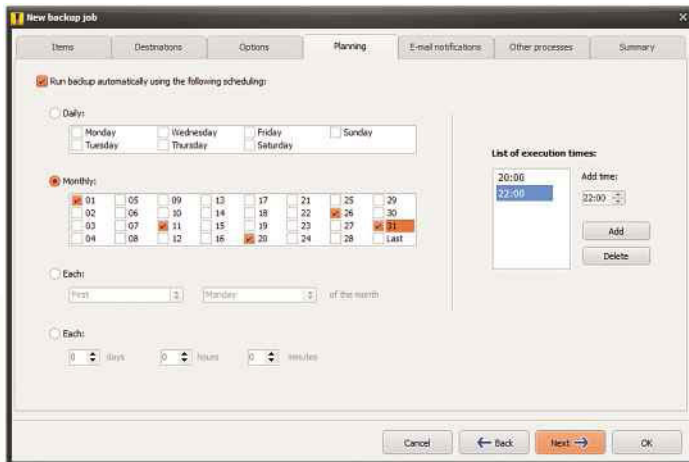 New backup job
Items Destinations Options Planning E-mail notifications Other processes Summary
Run backup automatically using the following scheduling:
Daily:
Monday Wednesday Friday Sunday
Tuesday Thursday Saturday
Monthly:
01 05 09 13 17 21 25 29
02 06 10 14 18 22 26 30
03 07 11 15 19 23 27 31
04 08 12 16 20 24 28 Last
Each:
First Monday of the month
Each:
0 days 0 hours 0 minutes
List of execution times:
20:00
22:00
Add time:
22:00
Add
Delete
Cancel Back Next OK